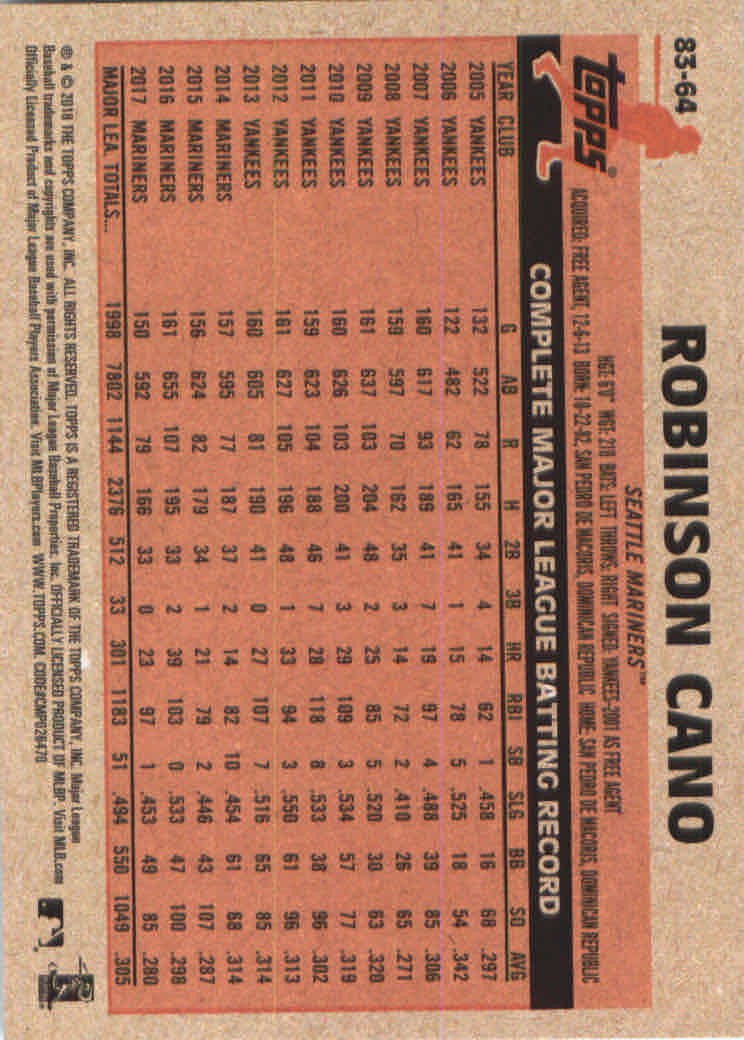 83-64
ROBINSON CANO
SEATTLE MARINERS™
topps®
HGT: 6'0" WGT: 210 BATS: LEFT THROWS: RIGHT SIGNED: YANKEES-2001 AS FREE AGENT
ACQUIRED: FREE AGENT, 12-6-13 BORN: 10-22-82, SAN PEDRO DE MACORIS, DOMINICAN REPUBLIC HOME: SAN PEDRO DE MACORIS, DOMINICAN REPUBLIC
COMPLETE MAJOR LEAGUE BATTING RECORD
YEAR CLUB G AB R H 2B 3B HR RBI SB SLG BB SO AVG
2005 YANKEES 132 522 78 155 34 4 14 62 1 .458 16 68 .297
2006 YANKEES 122 482 62 165 41 1 15 78 5 .525 18 54 .342
2007 YANKEES 160 617 93 189 41 7 19 97 4 .488 39 85 .306
2008 YANKEES 159 597 70 162 35 3 14 72 2 .410 26 65 .271
2009 YANKEES 161 637 103 204 48 2 25 85 5 .520 30 63 .320
2010 YANKEES 160 626 103 200 41 3 29 109 3 .534 57 77 .319
2011 YANKEES 159 623 104 188 46 7 28 118 8 .533 38 96 .302
2012 YANKEES 161 627 105 196 48 1 33 94 3 .550 61 96 .313
2013 YANKEES 160 605 81 190 41 0 27 107 7 .516 65 85 .314
2014 MARINERS 157 595 77 187 37 2 14 82 10 .454 61 68 .314
2015 MARINERS 156 624 82 179 34 1 21 79 2 .446 43 107 .287
2016 MARINERS 161 655 107 195 33 2 39 103 0 .533 47 100 .298
2017 MARINERS 150 592 79 166 33 0 23 97 1 .453 49 85 .280
MAJOR LEA. TOTALS... 1998 7802 1144 2376 512 33 301 1183 51 .494 550 1049 .305
® & © 2018 THE TOPPS COMPANY, INC. ALL RIGHTS RESERVED. TOPPS IS A REGISTERED TRADEMARK OF THE TOPPS COMPANY, INC. Major League
Baseball trademarks and copyrights are used with permission of Major League Baseball Properties, Inc. OFFICIALLY LICENSED PRODUCT OF MLBP. Visit MLB.com
Officially Licensed Product of Major League Baseball Players Association. Visit MLBPlayers.com WWW.TOPPS.COM. CODE#CMP026470